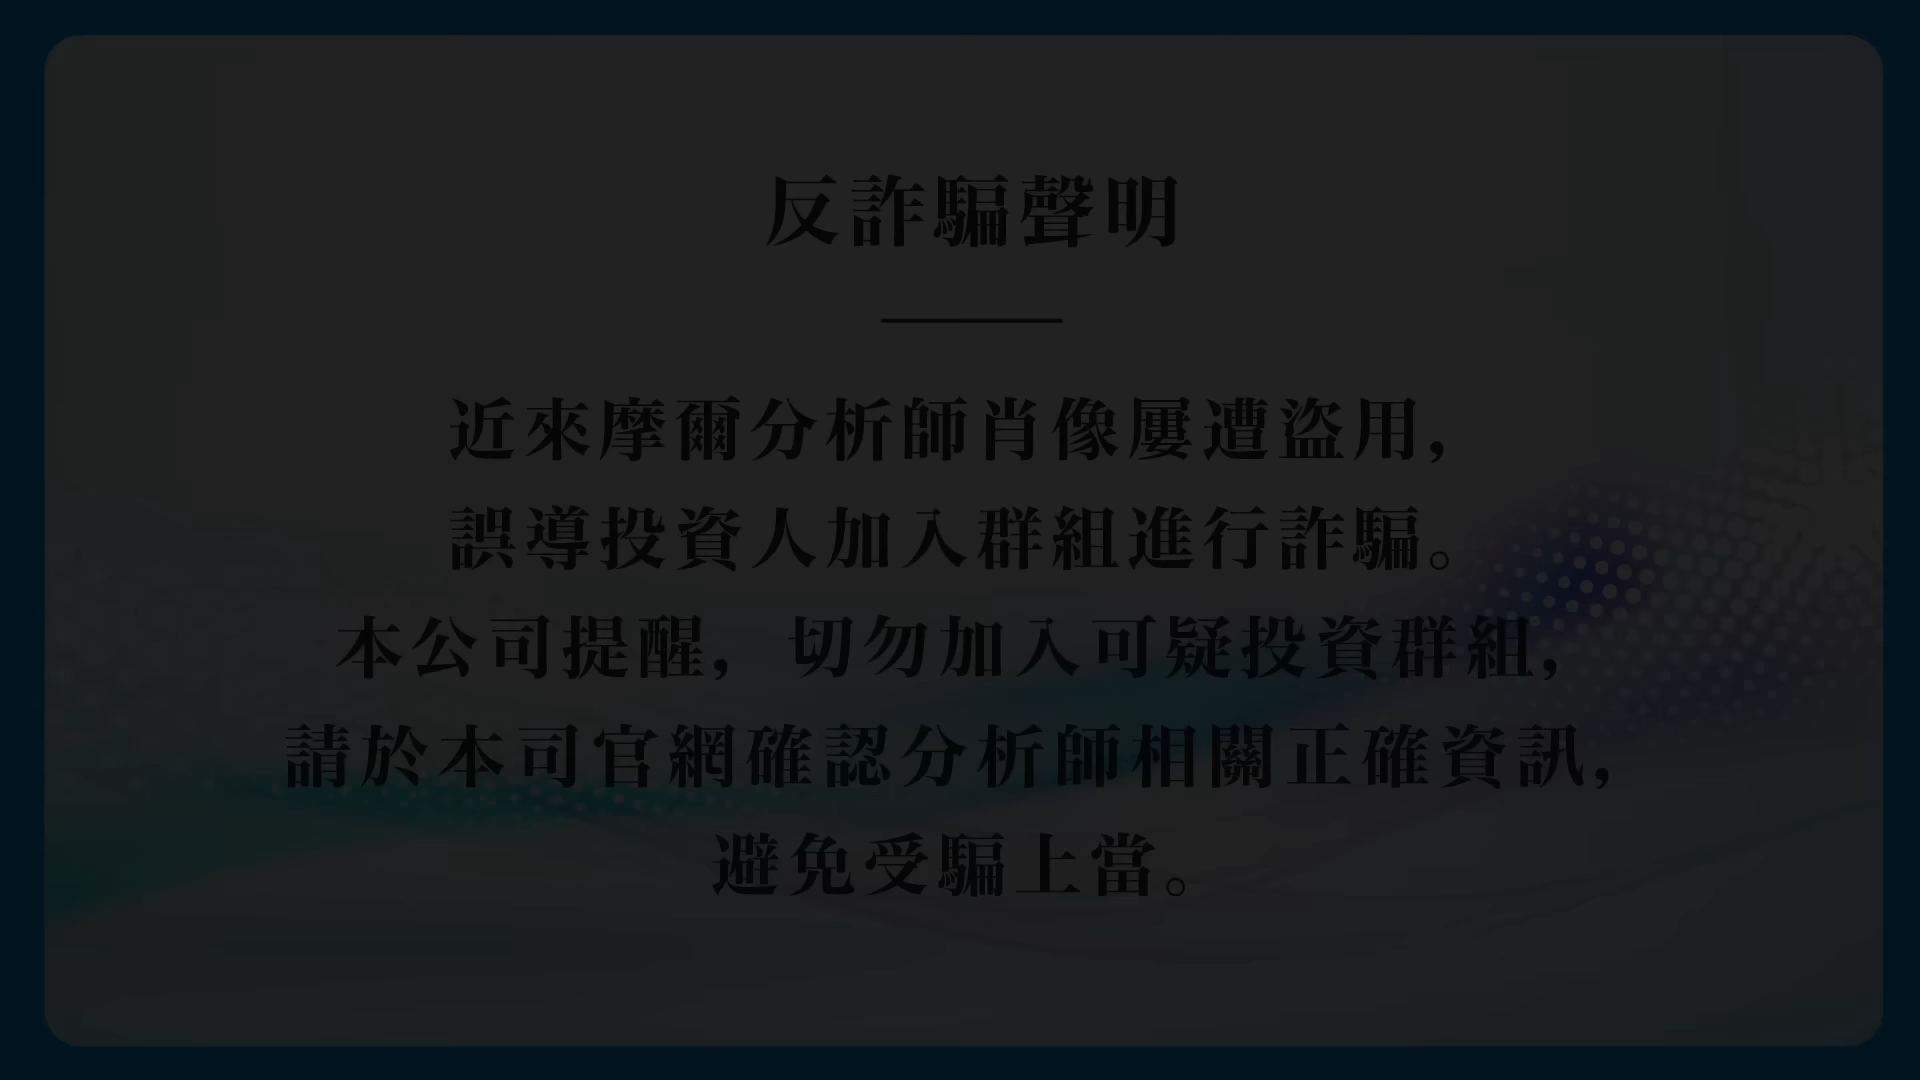 反詐騙聲明
近來摩爾分析師肖像屢遭盜用，
誤導投資人加入群組進行詐騙。
本公司提醒，切勿加入可疑投資群組，
請於本司官網確認分析師相關正確資訊，
避免受騙上當。